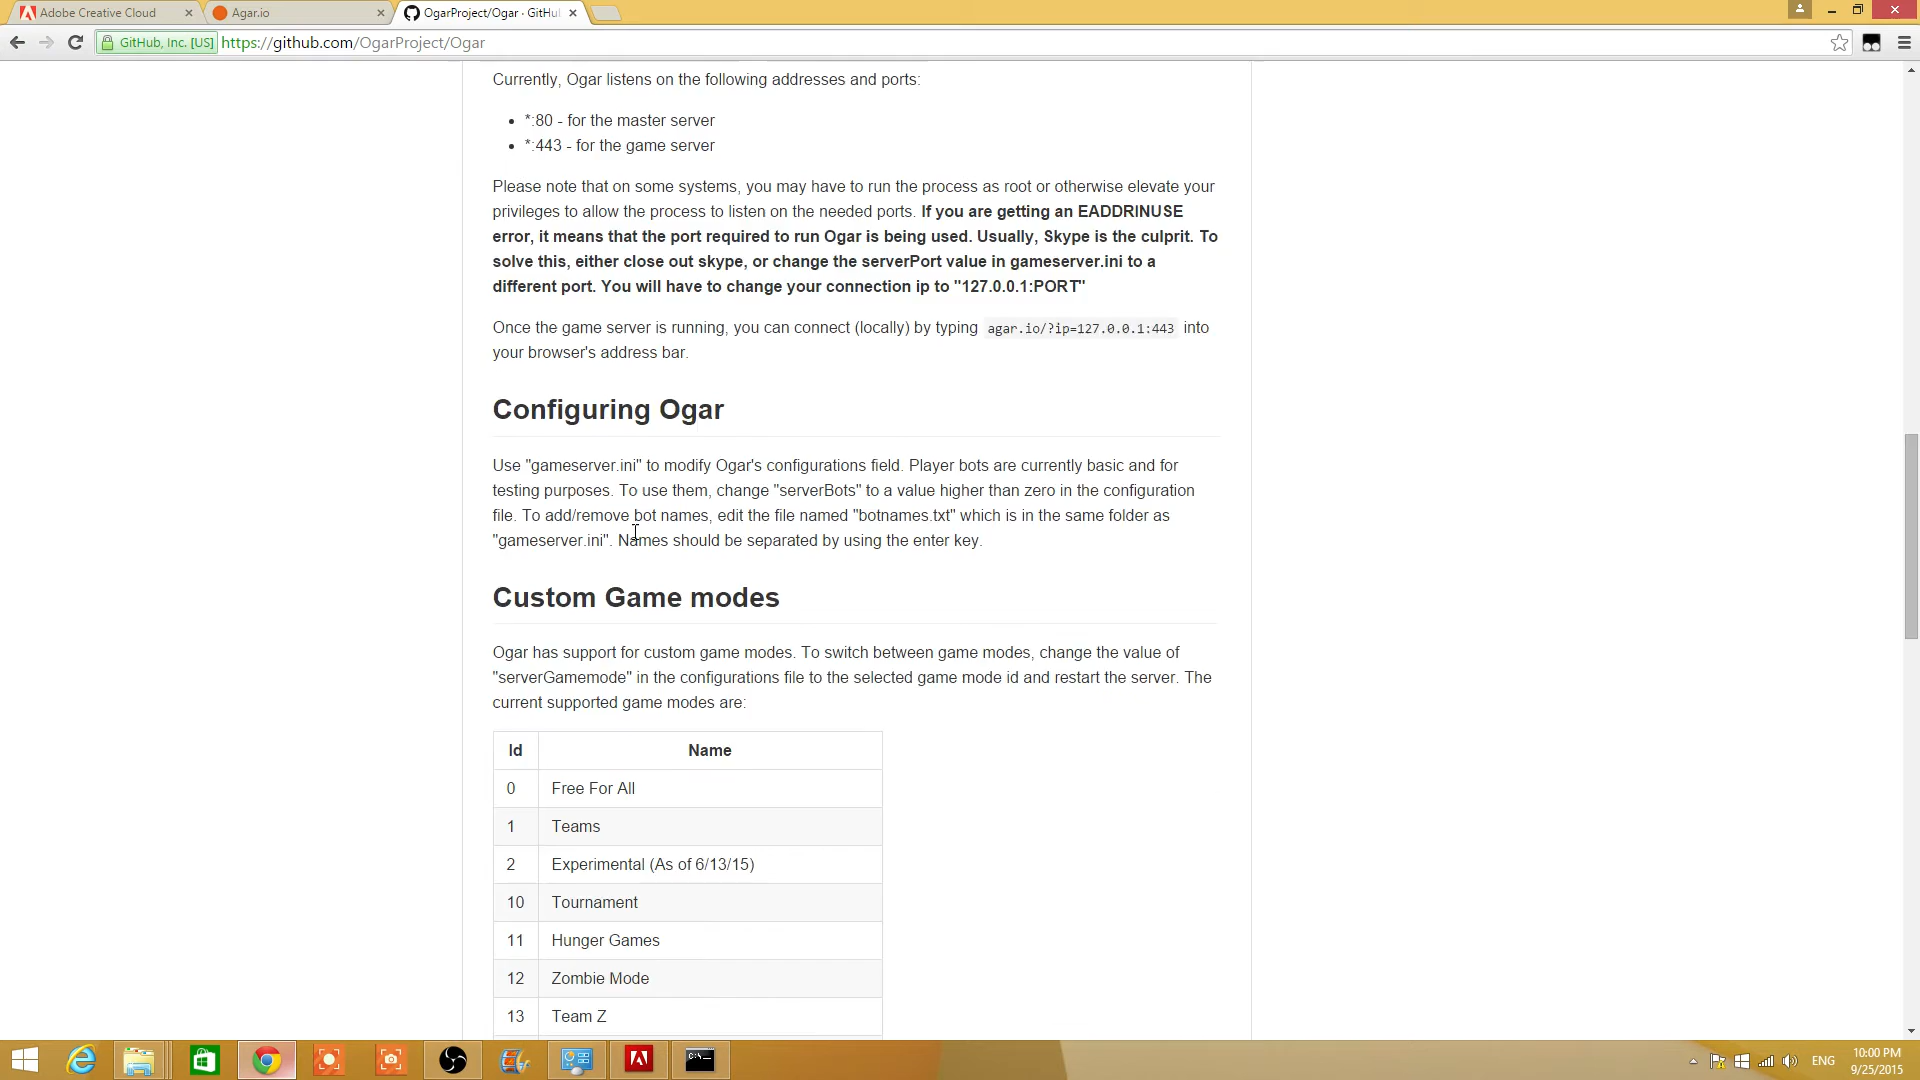 Adobe Creative Cloud
Agar.io
OgarProject/Ogar · GitHu
GitHub, Inc. [US]
https://github.com/OgarProject/Ogar
Currently, Ogar listens on the following addresses and ports:
• *:80 - for the master server
• *:443 - for the game server
Please note that on some systems, you may have to run the process as root or otherwise elevate your
privileges to allow the process to listen on the needed ports. If you are getting an EADDRINUSE
error, it means that the port required to run Ogar is being used. Usually, Skype is the culprit. To
solve this, either close out skype, or change the serverPort value in gameserver.ini to a
different port. You will have to change your connection ip to "127.0.0.1:PORT"
Once the game server is running, you can connect (locally) by typing agar.io/?ip=127.0.0.1:443 into
your browser's address bar.
Configuring Ogar
Use "gameserver.ini" to modify Ogar's configurations field. Player bots are currently basic and for
testing purposes. To use them, change "serverBots" to a value higher than zero in the configuration
file. To add/remove bot names, edit the file named "botnames.txt" which is in the same folder as
"gameserver.ini". Names should be separated by using the enter key.
Custom Game modes
Ogar has support for custom game modes. To switch between game modes, change the value of
"serverGamemode" in the configurations file to the selected game mode id and restart the server. The
current supported game modes are:
Id Name
0 Free For All
1 Teams
2 Experimental (As of 6/13/15)
10 Tournament
11 Hunger Games
12 Zombie Mode
13 Team Z
ENG
10:00 PM
9/25/2015